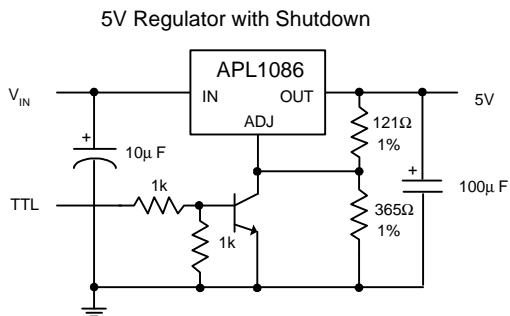 5V Regulator with Shutdown
APL1086
V_IN
IN
OUT
5V
ADJ
+
10μ F
121Ω
1%
+
100μ F
TTL
1k
1k
365Ω
1%